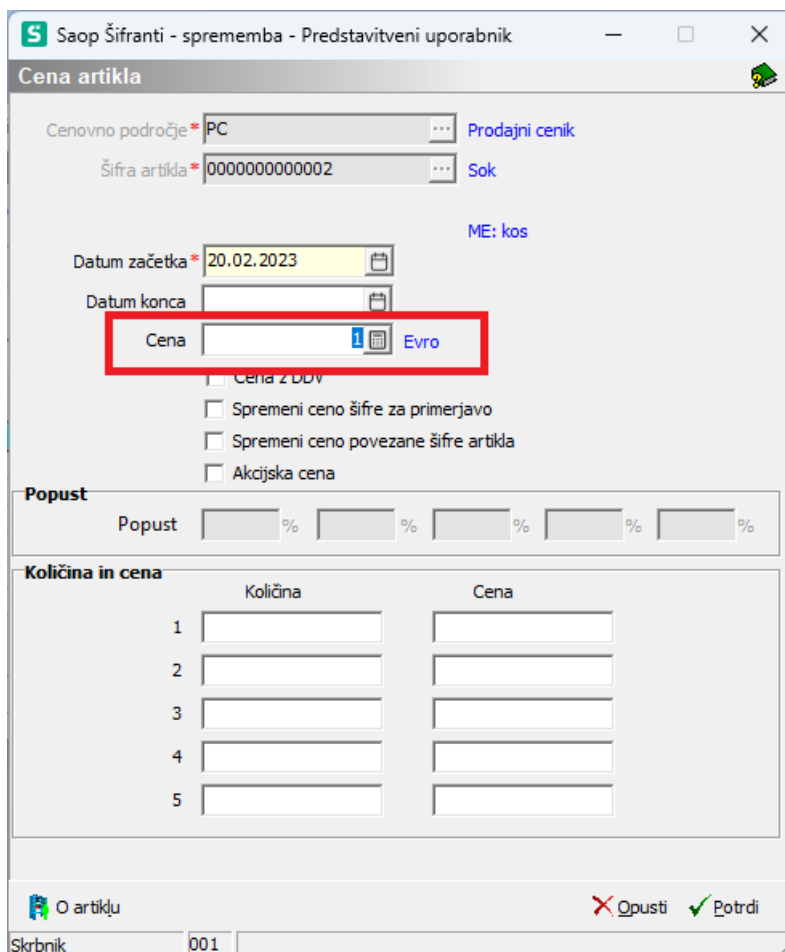 S Saop Šifranti - sprememba - Predstavitveni uporabnik
Cena artikla
Cenovno področje * PC ... Prodajni cenik
Šifra artikla * 0000000000002 ... Sok
ME: kos
Datum začetka * 20.02.2023
Datum konca
Cena 1 Evro
Cena z DDV
Spremeni ceno šifre za primerjavo
Spremeni ceno povezane šifre artikla
Akcijska cena
Popust
Popust % % % % %
Količina in cena
Količina Cena
1
2
3
4
5
O artiklu Opusti Potrdi
Skrbnik 001